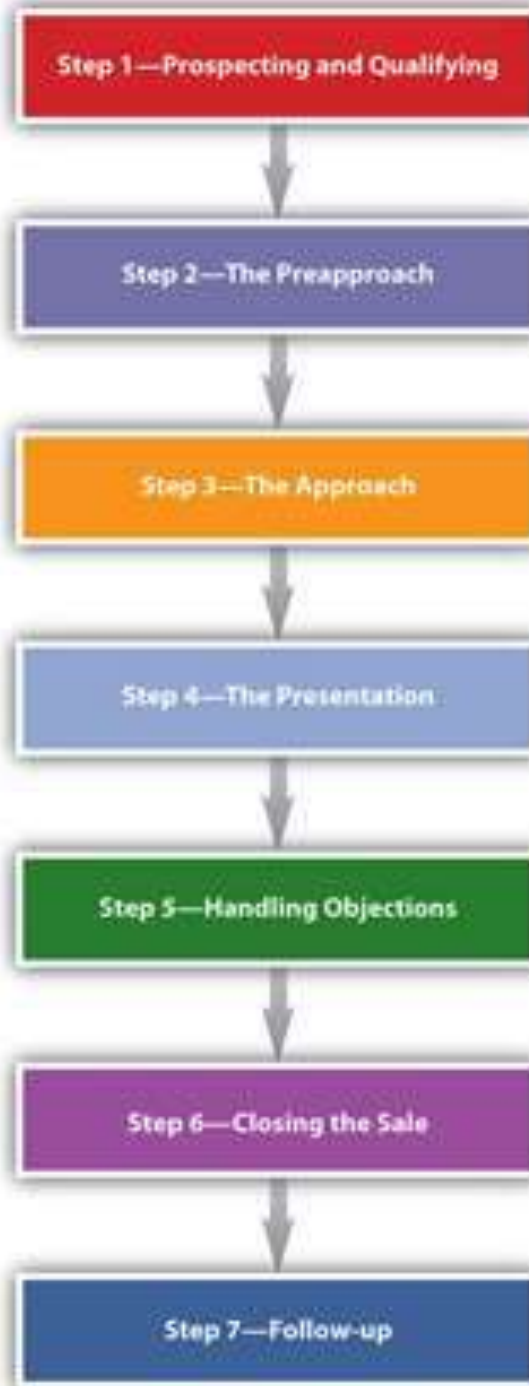 Step 1—Prospecting and Qualifying
Step 2—The Preapproach
Step 3—The Approach
Step 4—The Presentation
Step 5—Handling Objections
Step 6—Closing the Sale
Step 7—Follow-up